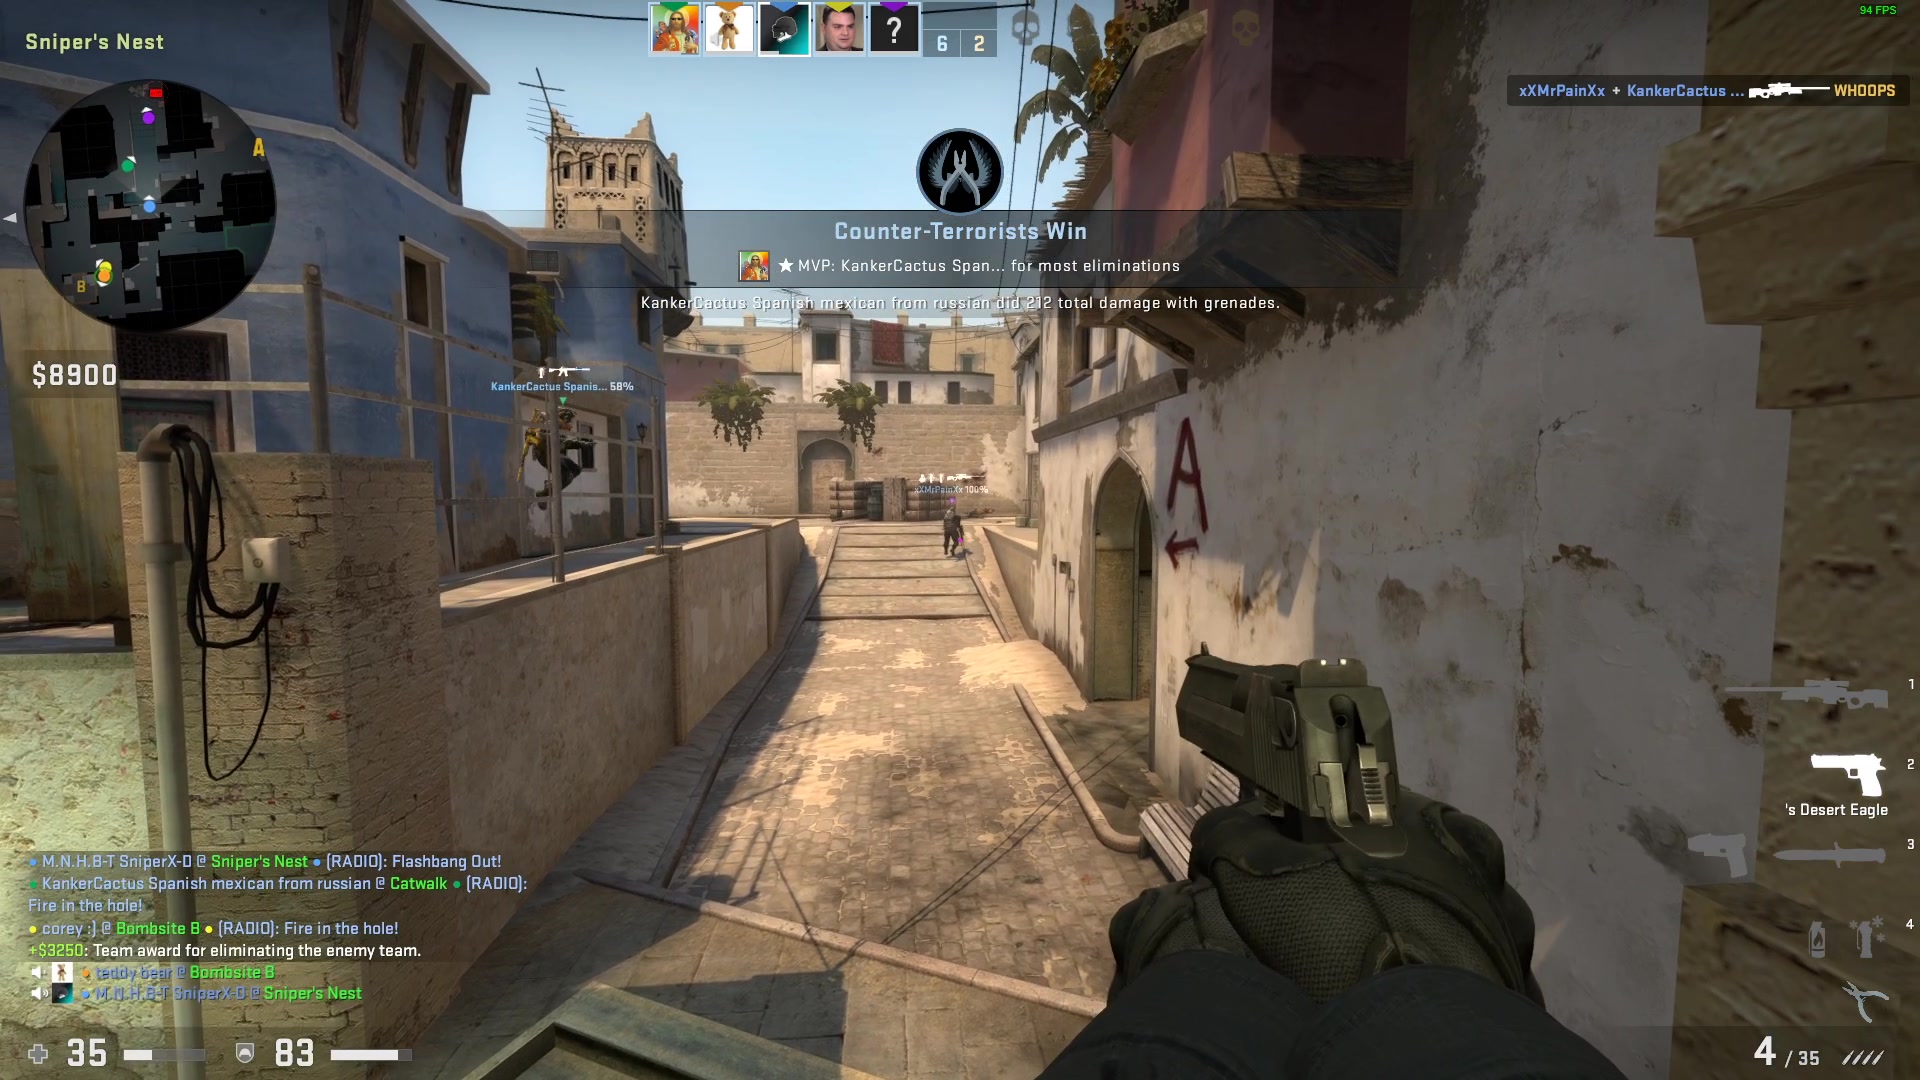 94 FPS
Sniper's Nest
?
6 2
xXMrPainXx + KankerCactus ... WHOOPS
A
B
Counter-Terrorists Win
★ MVP: KankerCactus Span... for most eliminations
KankerCactus Spanish mexican from russian did 212 total damage with grenades.
$8900
KankerCactus Spanis... 58%
xXMrPainXx 100%
A
1
2
's Desert Eagle
3
4
• M.N.H.B-T SniperX-D @ Sniper's Nest • (RADIO): Flashbang Out!
• KankerCactus Spanish mexican from russian @ Catwalk • (RADIO):
Fire in the hole!
• corey :) @ Bombsite B • (RADIO): Fire in the hole!
+$3250: Team award for eliminating the enemy team.
teddy bear @ Bombsite B
M.N.H.B-T SniperX-D @ Sniper's Nest
35 83
4 / 35